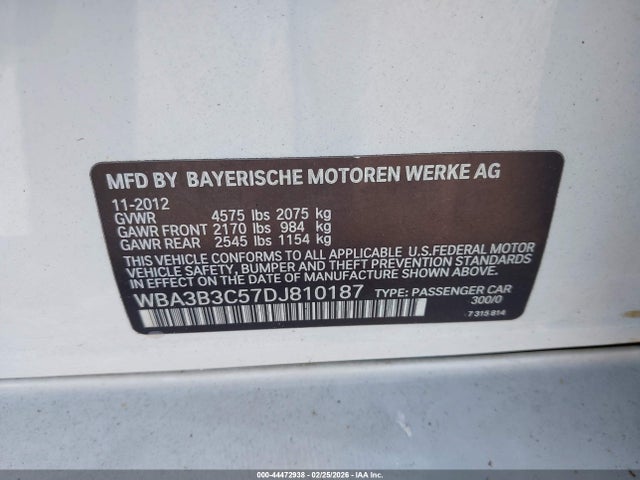 MFD BY BAYERISCHE MOTOREN WERKE AG
11-2012
GVWR 4575 lbs 2075 kg
GAWR FRONT 2170 lbs 984 kg
GAWR REAR 2545 lbs 1154 kg
THIS VEHICLE CONFORMS TO ALL APPLICABLE U.S.FEDERAL MOTOR
VEHICLE SAFETY, BUMPER AND THEFT PREVENTION STANDARDS
IN EFFECT ON THE DATE OF MANUFACTURE SHOWN ABOVE.
WBA3B3C57DJ810187 TYPE: PASSENGER CAR
300/0
7 315 814
000-44472938 - 02/25/2026 - IAA Inc.